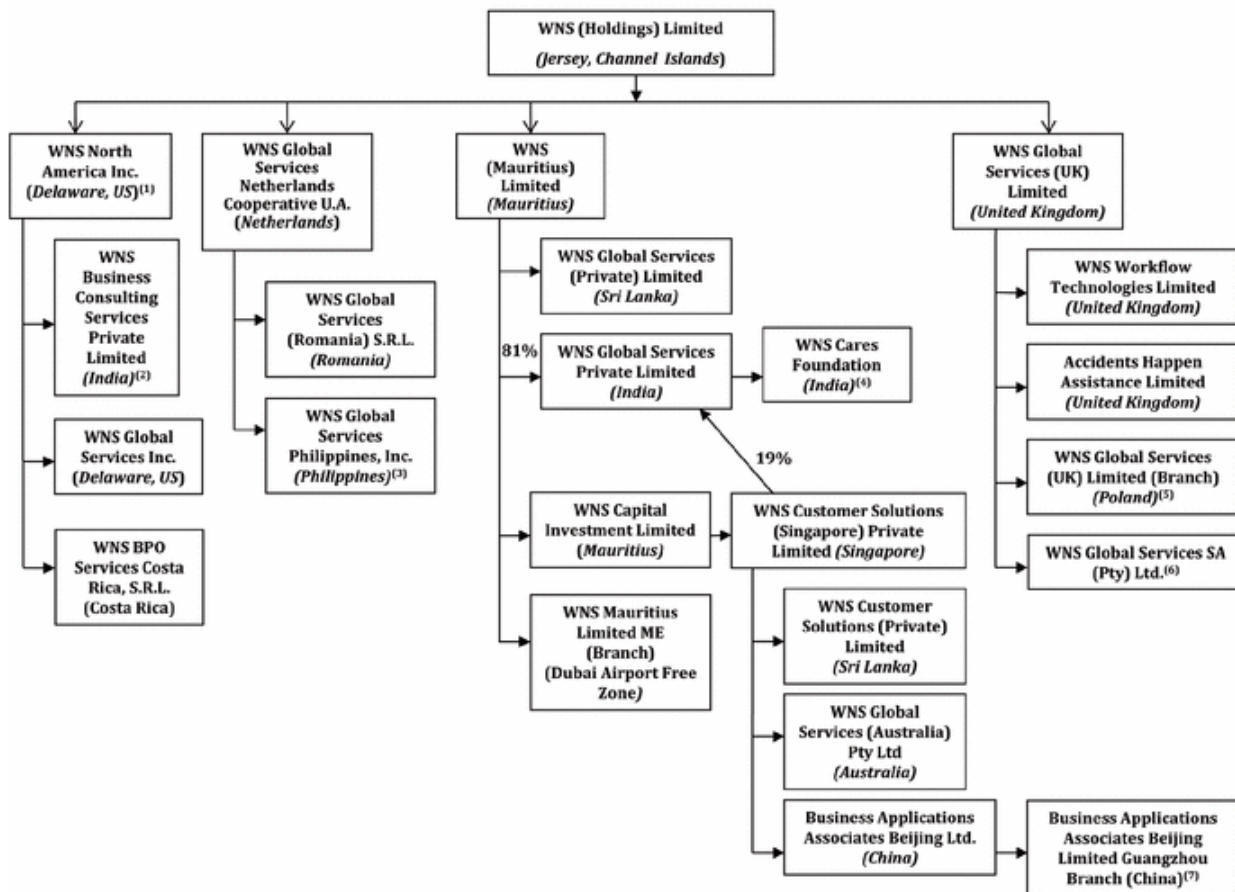 WNS (Holdings) Limited
(Jersey, Channel Islands)
WNS North
America Inc.
(Delaware, US)(1)
WNS Global
Services
Netherlands
Cooperative U.A.
(Netherlands)
WNS
(Mauritius)
Limited
(Mauritius)
WNS Global
Services (UK)
Limited
(United Kingdom)
WNS
Business
Consulting
Services
Private
Limited
(India)(2)
WNS Global
Services Inc.
(Delaware, US)
WNS BPO
Services Costa
Rica, S.R.L.
(Costa Rica)
WNS Global
Services
(Romania) S.R.L.
(Romania)
WNS Global
Services
Philippines, Inc.
(Philippines)(3)
WNS Global Services
(Private) Limited
(Sri Lanka)
81%
WNS Global Services
Private Limited
(India)
WNS Cares
Foundation
(India)(4)
19%
WNS Capital
Investment Limited
(Mauritius)
WNS Customer Solutions
(Singapore) Private
Limited (Singapore)
WNS Mauritius
Limited ME
(Branch)
(Dubai Airport Free
Zone)
WNS Customer
Solutions (Private)
Limited
(Sri Lanka)
WNS Global
Services (Australia)
Pty Ltd
(Australia)
Business Applications
Associates Beijing Ltd.
(China)
Business Applications
Associates Beijing
Limited Guangzhou
Branch (China)(7)
WNS Workflow
Technologies Limited
(United Kingdom)
Accidents Happen
Assistance Limited
(United Kingdom)
WNS Global Services
(UK) Limited (Branch)
(Poland)(5)
WNS Global Services SA
(Pty) Ltd.(6)